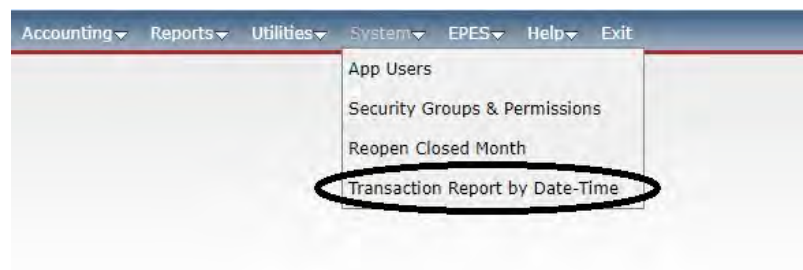 Accounting Reports Utilities System EPES Help Exit
App Users
Security Groups & Permissions
Reopen Closed Month
Transaction Report by Date-Time